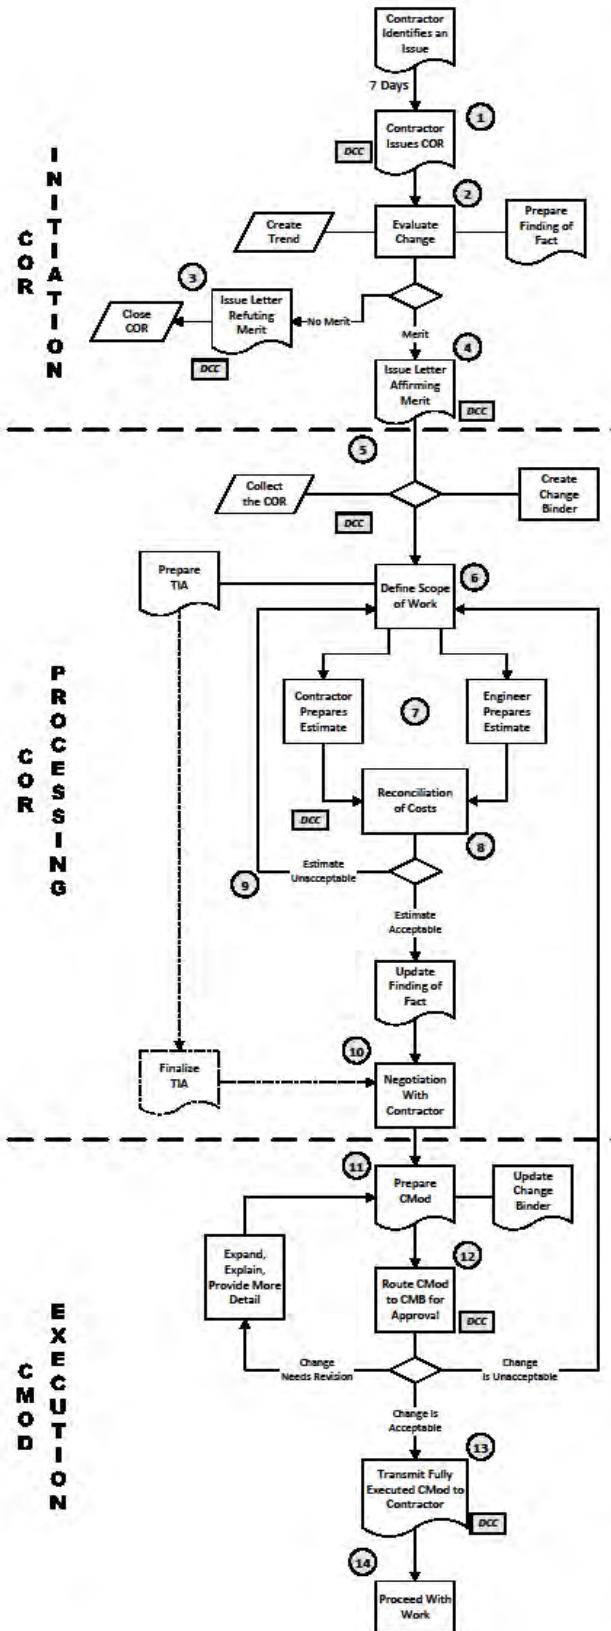 Contractor
Identifies an
Issue
7 Days
1
Contractor
Issues COR
DCC
2
Create
Trend
Evaluate
Change
Prepare
Finding of
Fact
3
Close
COR
Issue Letter
Refuting
Merit
No Merit
DCC
Merit
4
Issue Letter
Affirming
Merit
DCC
COR
INITIATION
5
Collect
the COR
Create
Change
Binder
DCC
Prepare
TIA
Define Scope
of Work
6
Contractor
Prepares
Estimate
7
Engineer
Prepares
Estimate
Reconciliation
of Costs
DCC
8
Estimate
Unacceptable
9
Estimate
Acceptable
Update
Finding of
Fact
10
Finalize
TIA
Negotiation
With
Contractor
COR
PROCESSING
11
Prepare
CMod
Update
Change
Binder
Expand,
Explain,
Provide More
Detail
12
Route CMod
to CMB for
Approval
DCC
Change
Needs Revision
Change
Is Unacceptable
Change Is
Acceptable
13
Transmit Fully
Executed CMod to
Contractor
DCC
14
Proceed With
Work
CMOD
EXECUTION